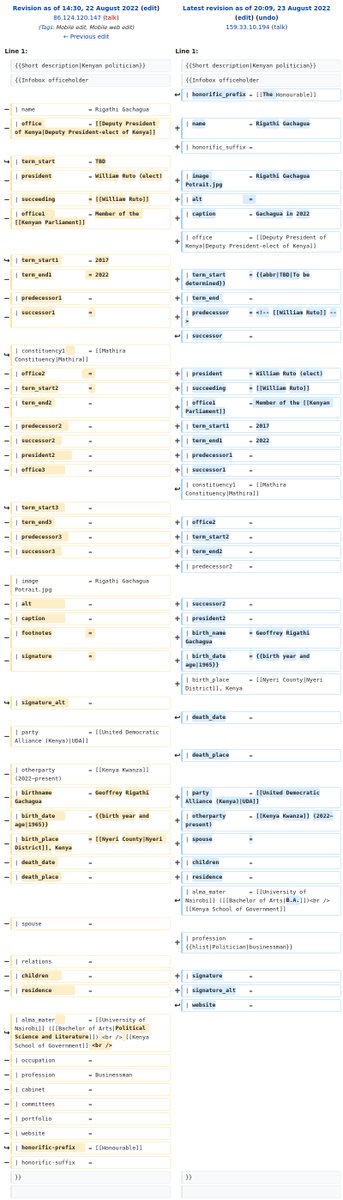 Revision as of 14:30, 22 August 2022 (edit)
86.124.120.147 (talk)
(Tags: Mobile edit, Mobile web edit)
← Previous edit
Latest revision as of 20:09, 23 August 2022
(edit) (undo)
159.33.10.194 (talk)
Line 1:
Line 1:
{{Short description|Kenyan politician}}
{{Short description|Kenyan politician}}
{{Infobox officeholder
{{Infobox officeholder
| honorific_prefix = [[The Honourable]]
| name = Rigathi Gachagua
| office = [[Deputy President
of Kenya|Deputy President-elect of Kenya]]
| name = Rigathi Gachagua
| honorific_suffix =
| term_start = TBD
| president = William Ruto (elect)
| image = Rigathi Gachagua
Potrait.jpg
| succeeding = [[William Ruto]]
| alt =
| office1 = Member of the
[[Kenyan Parliament]]
| caption = Gachagua in 2022
| office = [[Deputy President of
Kenya|Deputy President-elect of Kenya]]
| term_start1 = 2017
| term_end1 = 2022
| term_start = {{abbr|TBD|To be
determined}}
| predecessor1 =
| term_end =
| successor1 =
| predecessor = <!-- [[William Ruto]] --
>
| successor =
| constituency1 = [[Mathira
Constituency|Mathira]]
| office2 =
| president = William Ruto (elect)
| term_start2 =
| succeeding = [[William Ruto]]
| term_end2 =
| office1 = Member of the [[Kenyan
Parliament]]
| predecessor2 =
| term_start1 = 2017
| successor2 =
| term_end1 = 2022
| president2 =
| predecessor1 =
| office3 =
| successor1 =
| constituency1 = [[Mathira
Constituency|Mathira]]
| term_start3 =
| term_end3 =
| office2 =
| predecessor3 =
| term_start2 =
| successor3 =
| term_end2 =
| predecessor2 =
| image = Rigathi Gachagua
Potrait.jpg
| alt =
| successor2 =
| caption =
| president2 =
| footnotes =
| birth_name = Geoffrey Rigathi
Gachagua
| signature =
| birth_date = {{birth year and
age|1965}}
| birth_place = [[Nyeri County|Nyeri
District]], Kenya
| signature_alt =
| death_date =
| party = [[United Democratic
Alliance (Kenya)|UDA]]
| death_place =
| otherparty = [[Kenya Kwanza]]
(2022–present)
| birthname = Geoffrey Rigathi
Gachagua
| party = [[United Democratic
Alliance (Kenya)|UDA]]
| birth_date = {{birth year and
age|1965}}
| otherparty = [[Kenya Kwanza]] (2022–
present)
| birth_place = [[Nyeri County|Nyeri
District]], Kenya
| spouse =
| death_date =
| children =
| death_place =
| residence =
| alma_mater = [[University of
Nairobi]] ([[Bachelor of Arts|B.A.]])<br />
[[Kenya School of Government]]
| spouse =
| profession =
{{hlist|Politician|businessman}}
| relations =
| children =
| signature =
| residence =
| signature_alt =
| website =
| alma_mater = [[University of
Nairobi]] ([[Bachelor of Arts|Political
Science and Literature]]) <br /> [[Kenya
School of Government]] <br />
| occupation =
| profession = Businessman
| cabinet =
| committees =
| portfolio =
| website =
| honorific-prefix = [[Honourable]]
| honorific-suffix =
}}
}}